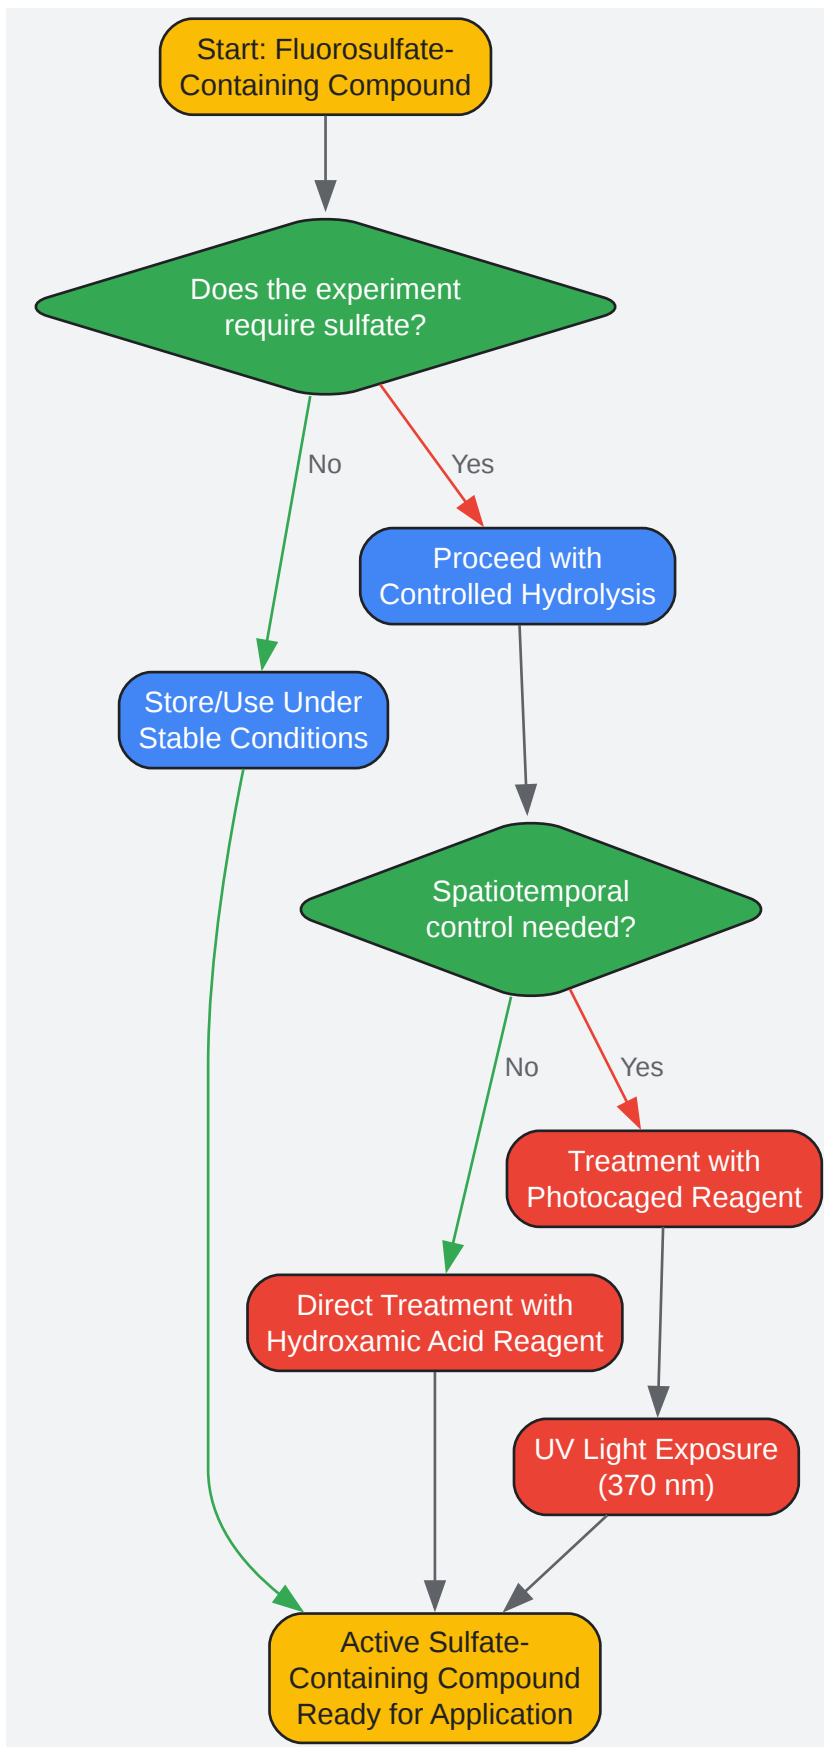 Start: Fluorosulfate-
Containing Compound
Does the experiment
require sulfate?
No
Yes
Proceed with
Controlled Hydrolysis
Store/Use Under
Stable Conditions
Spatiotemporal
control needed?
No
Yes
Treatment with
Photocaged Reagent
Direct Treatment with
Hydroxamic Acid Reagent
UV Light Exposure
(370 nm)
Active Sulfate-
Containing Compound
Ready for Application